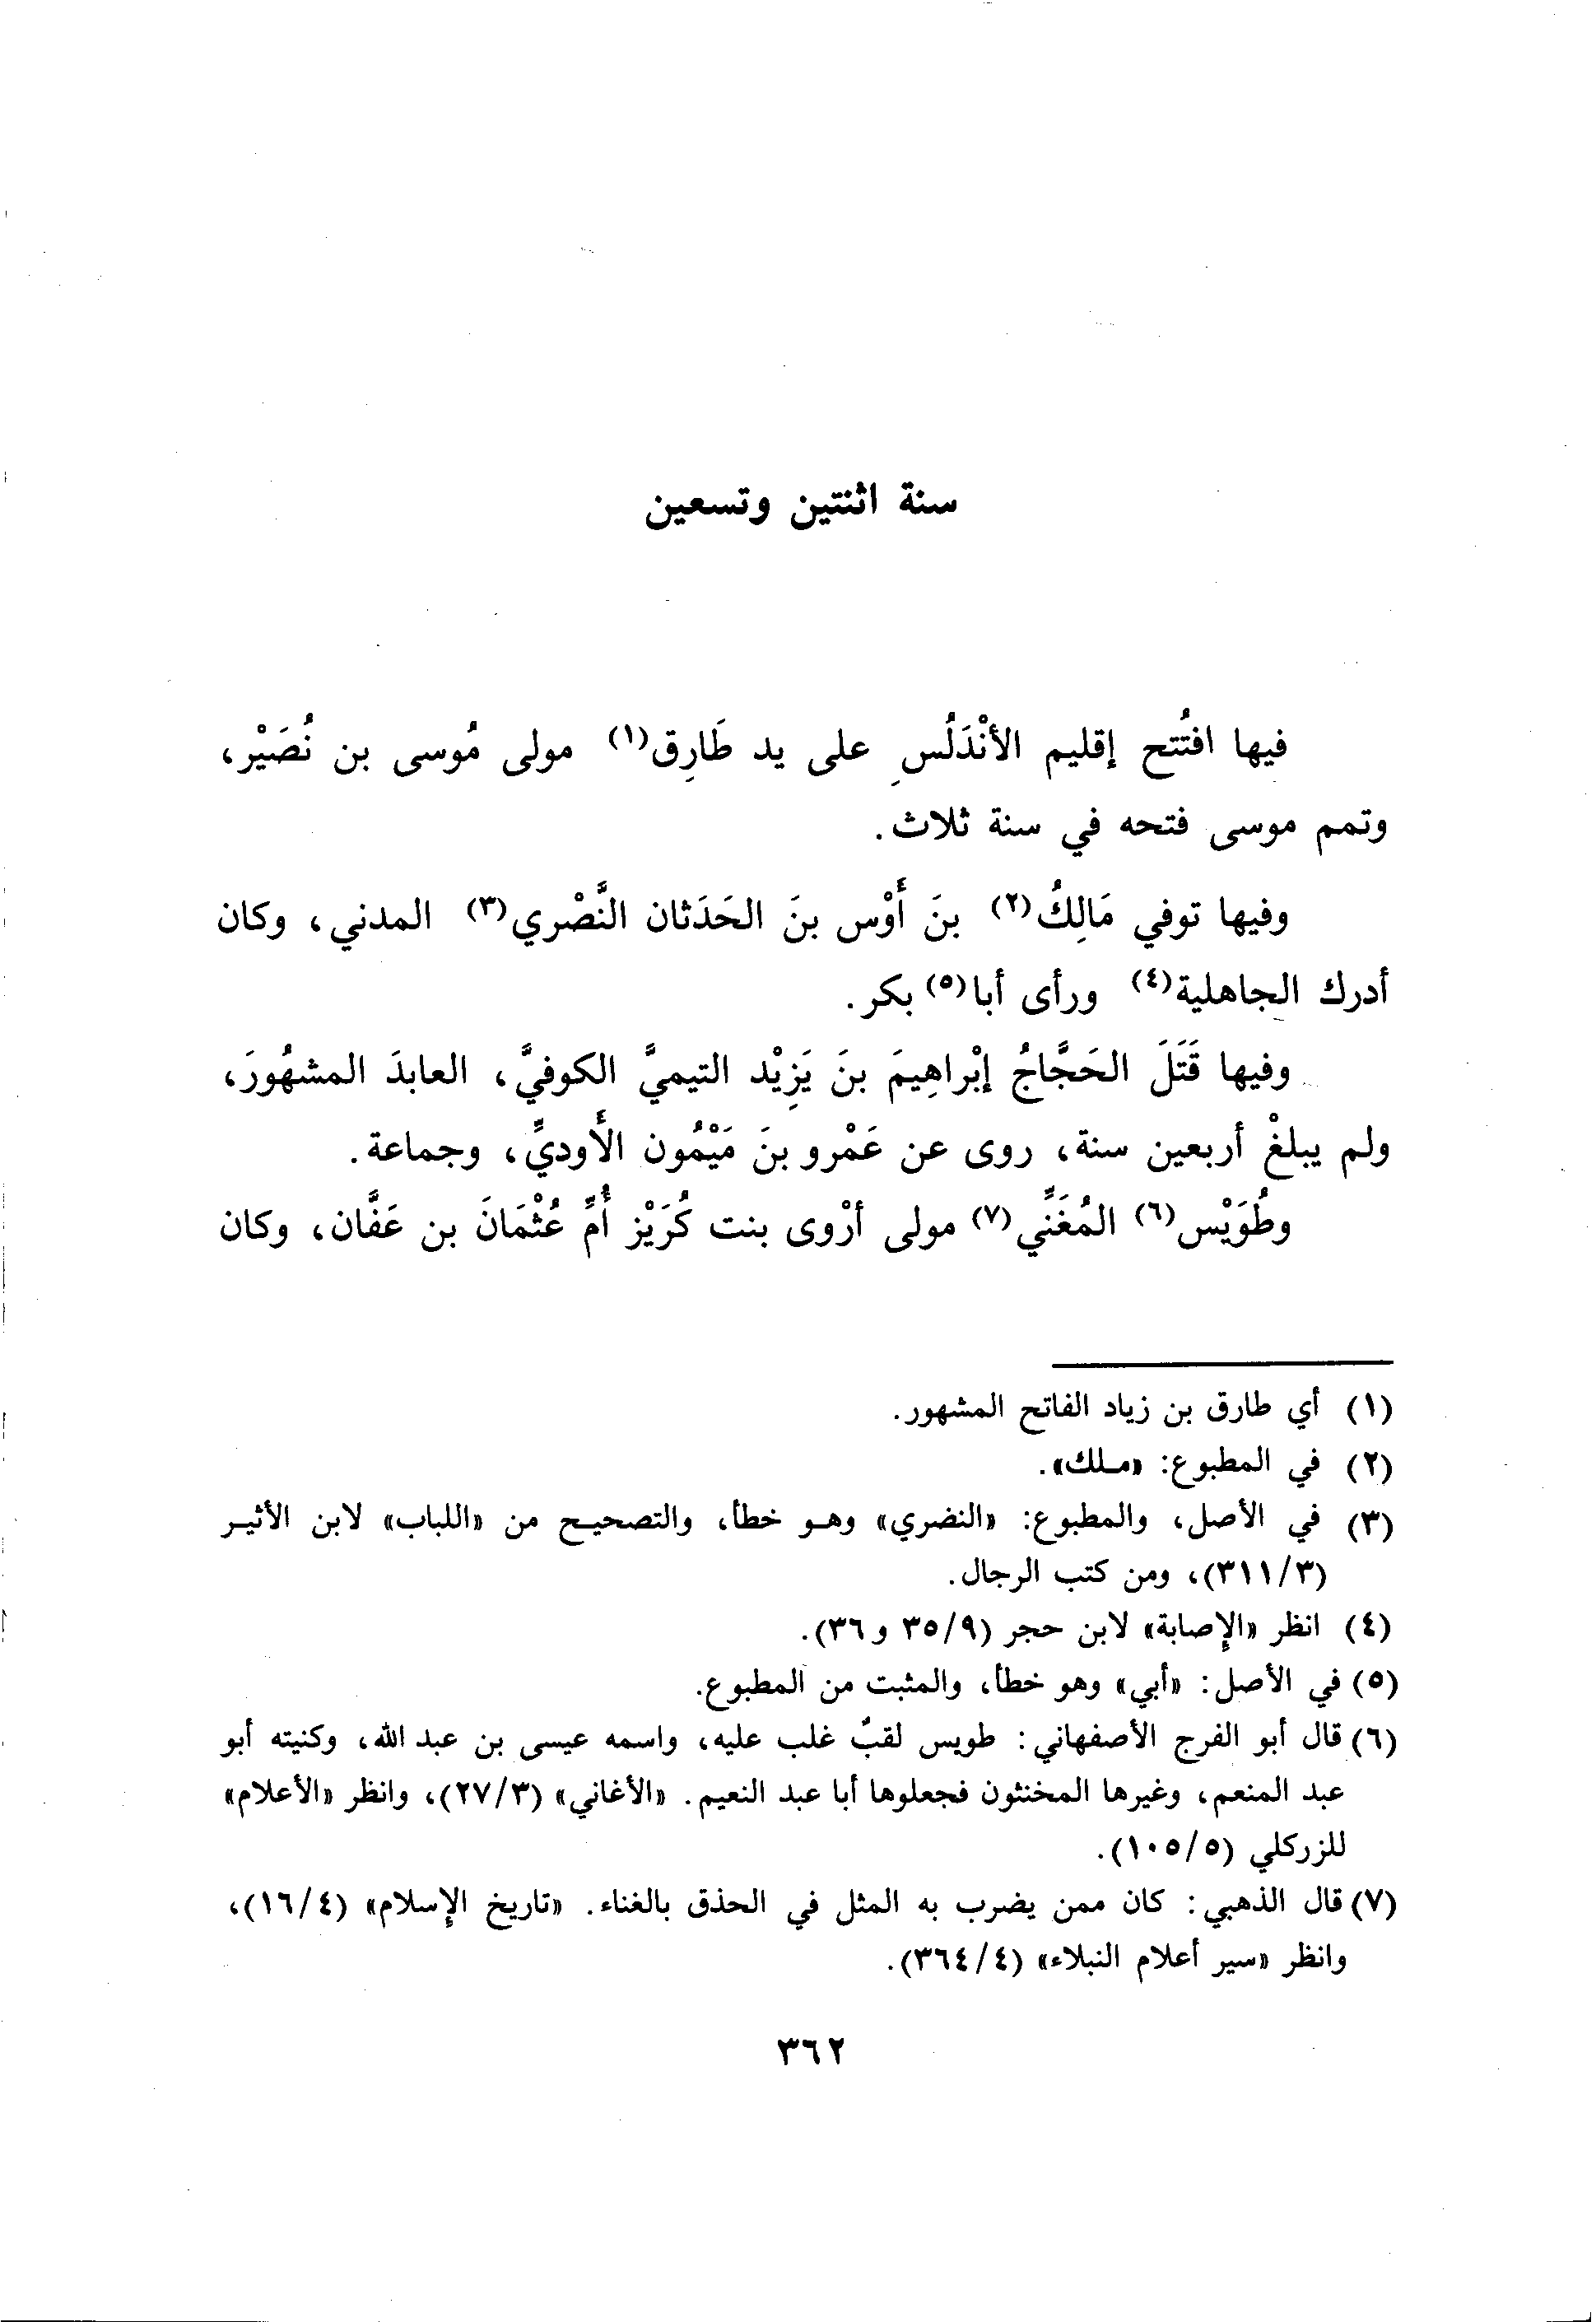 سنة اثنتين وتسعين
فيها افتُتح إقليم الأنْدَلُسِ على يد طَارِق(١) مولى مُوسى بن نُصَيْر،
وتمم موسى فتحه في سنة ثلاث.
وفيها توفي مَالِكُ(٢) بنَ أَوْس بنَ الحَدَثان النَّصْري(٣) المدني، وكان
أدرك الجاهلية(٤) ورأى أبا(٥) بكر.
وفيها قَتَلَ الحَجَّاجُ إبْراهِيمَ بنَ يَزِيْد التيميَّ الكوفيَّ، العابدَ المشهُورَ،
ولم يبلغْ أربعين سنة، روى عن عَمْرو بنَ مَيْمُون الأَوديِّ، وجماعة.
وطُوَيْس(٦) المُغَنِّي(٧) مولى أرْوى بنت كُرَيْز أُمِّ عُثْمَانَ بن عَفَّان، وكان
(١) أي طارق بن زياد الفاتح المشهور.
(٢) في المطبوع: «ملك».
(٣) في الأصل، والمطبوع: «النضري» وهو خطأ، والتصحيح من «اللباب» لابن الأثير
(٣١١/٣)، ومن كتب الرجال.
(٤) انظر «الإصابة» لابن حجر (٣٥/٩ و ٣٦).
(٥) في الأصل: «أبي» وهو خطأ، والمثبت من المطبوع.
(٦) قال أبو الفرج الأصفهاني: طويس لقبٌ غلب عليه، واسمه عيسى بن عبد الله، وكنيته أبو
عبد المنعم، وغيرها المخنثون فجعلوها أبا عبد النعيم. «الأغاني» (٢٧/٣)، وانظر «الأعلام»
للزركلي (١٠٥/٥).
(٧) قال الذهبي: كان ممن يضرب به المثل في الحذق بالغناء. «تاريخ الإسلام» (١٦/٤)،
وانظر «سير أعلام النبلاء» (٣٦٤/٤).
٣٦٢